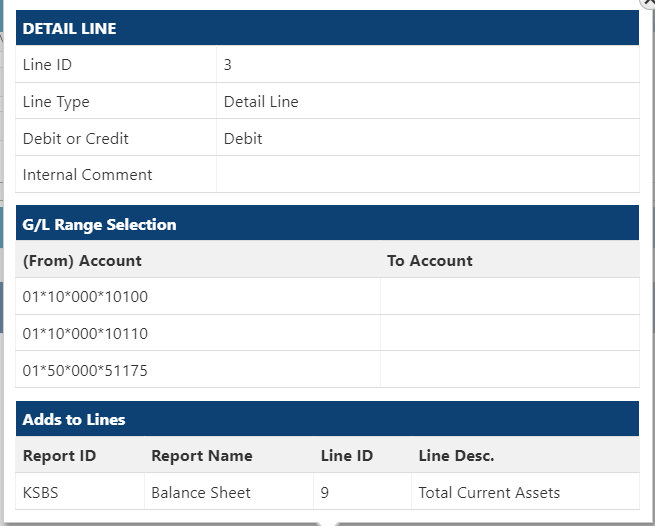 DETAIL LINE
Line ID 3
Line Type Detail Line
Debit or Credit Debit
Internal Comment
G/L Range Selection
(From) Account To Account
01*10*000*10100
01*10*000*10110
01*50*000*51175
Adds to Lines
Report ID Report Name Line ID Line Desc.
KSBS Balance Sheet 9 Total Current Assets